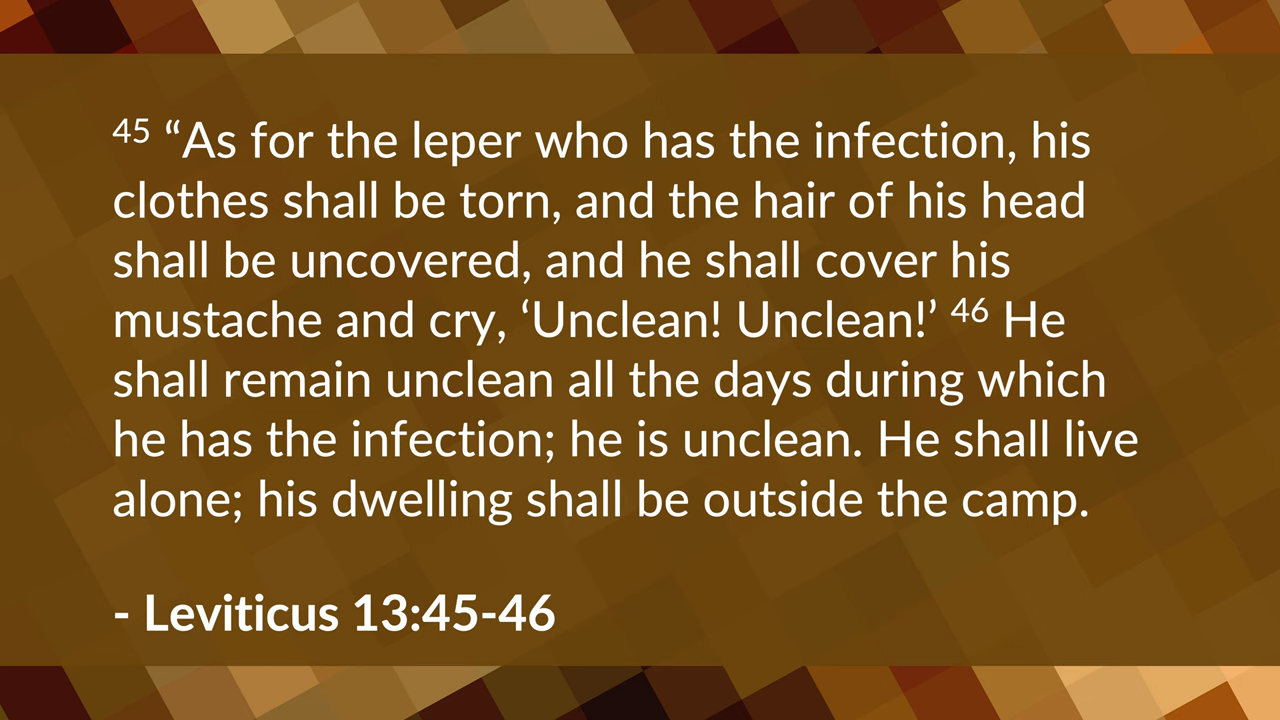 45 “As for the leper who has the infection, his
clothes shall be torn, and the hair of his head
shall be uncovered, and he shall cover his
mustache and cry, ‘Unclean! Unclean!’ 46 He
shall remain unclean all the days during which
he has the infection; he is unclean. He shall live
alone; his dwelling shall be outside the camp.
- Leviticus 13:45-46